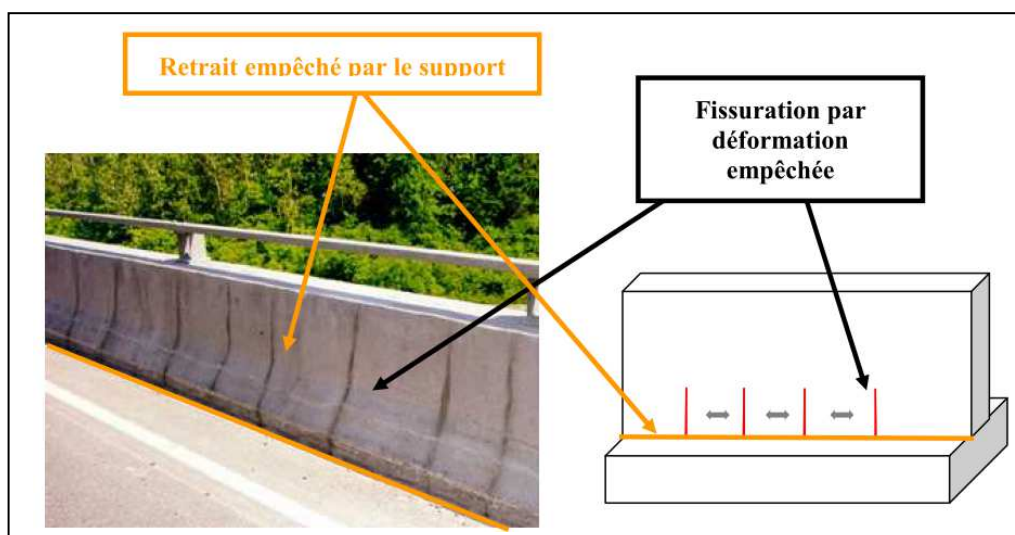 Retrait empêché par le support
Fissuration par
déformation
empêchée